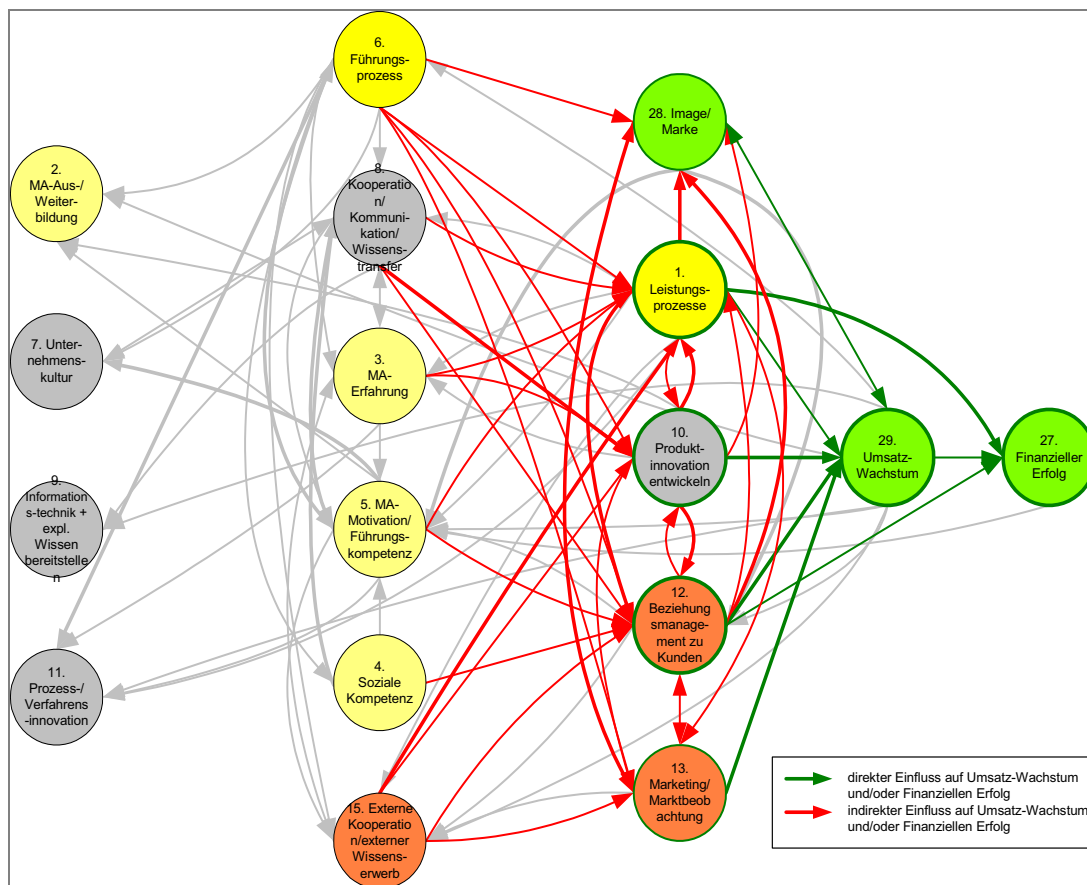 6.
Führungs-
prozess
28. Image/
Marke
2.
MA-Aus-/
Weiter-
bildung
8.
Kooperatio
n/
Kommuni-
kation/
Wissens-
transfer
1.
Leistungs-
prozesse
7. Unter-
nehmens-
kultur
3.
MA-
Erfahrung
10.
Produkt-
innovation
entwickeln
29.
Umsatz-
Wachstum
27.
Finanzieller
Erfolg
9.
Information
s-technik +
expl.
Wissen
bereitstelle
n
5. MA-
Motivation/
Führungs-
kompetenz
12.
Beziehung
smanage-
ment zu
Kunden
4.
Soziale
Kompetenz
11.
Prozess-/
Verfahrens
-innovation
13.
Marketing/
Marktbeob
achtung
15. Externe
Kooperatio
n/externer
Wissens-
erwerb
direkter Einfluss auf Umsatz-Wachstum
und/oder Finanziellen Erfolg
indirekter Einfluss auf Umsatz-Wachstum
und/oder Finanziellen Erfolg